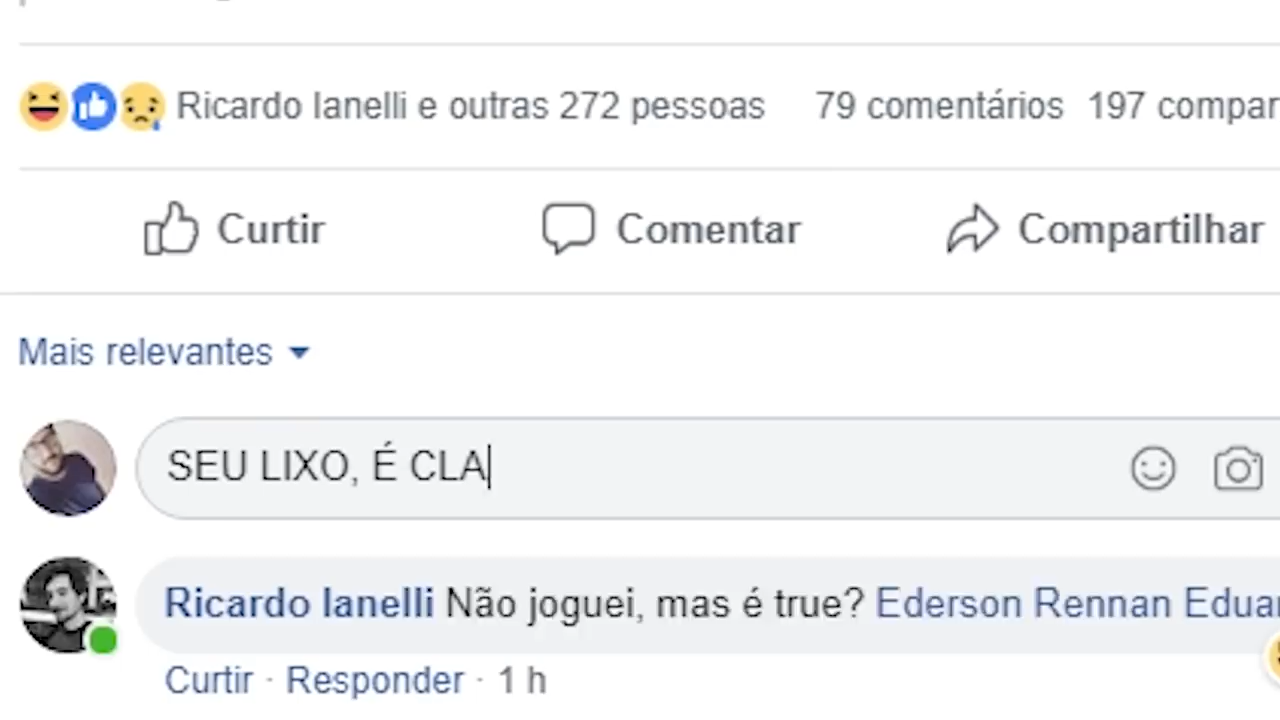 Ricardo Ianelli e outras 272 pessoas 79 comentários 197 compar
Curtir Comentar Compartilhar
Mais relevantes
SEU LIXO, É CLA
Ricardo Ianelli Não joguei, mas é true? Ederson Rennan Eduar
Curtir · Responder · 1 h